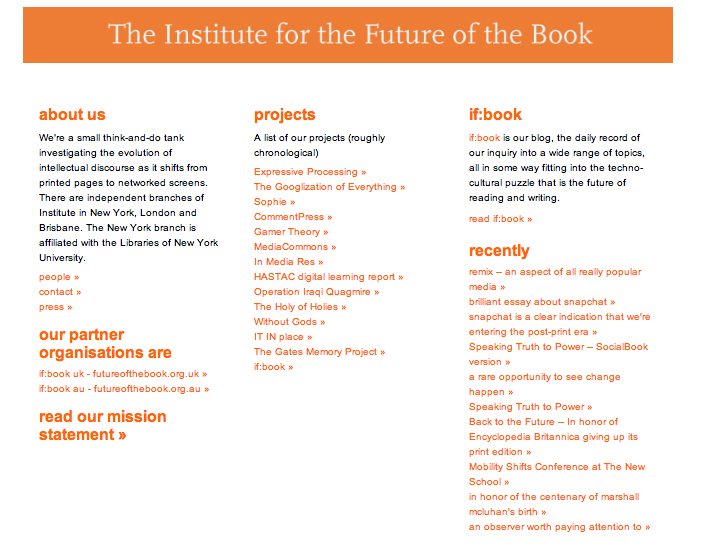 The Institute for the Future of the Book
about us
We're a small think-and-do tank
investigating the evolution of
intellectual discourse as it shifts from
printed pages to networked screens.
There are independent branches of
Institute in New York, London and
Brisbane. The New York branch is
affiliated with the Libraries of New York
University.
people »
contact »
press »
our partner
organisations are
if:book uk - futureofthebook.org.uk »
if:book au - futureofthebook.org.au »
read our mission
statement »
projects
A list of our projects (roughly
chronological)
Expressive Processing »
The Googlization of Everything »
Sophie »
CommentPress »
Gamer Theory »
MediaCommons »
In Media Res »
HASTAC digital learning report »
Operation Iraqi Quagmire »
The Holy of Holies »
Without Gods »
IT IN place »
The Gates Memory Project »
if:book »
if:book
if:book is our blog, the daily record of
our inquiry into a wide range of topics,
all in some way fitting into the techno-
cultural puzzle that is the future of
reading and writing.
read if:book »
recently
remix – an aspect of all really popular
media »
brilliant essay about snapchat »
snapchat is a clear indication that we're
entering the post-print era »
Speaking Truth to Power – SocialBook
version »
a rare opportunity to see change
happen »
Speaking Truth to Power »
Back to the Future – In honor of
Encyclopedia Britannica giving up its
print edition »
Mobility Shifts Conference at The New
School »
in honor of the centenary of marshall
mcluhan's birth »
an observer worth paying attention to »